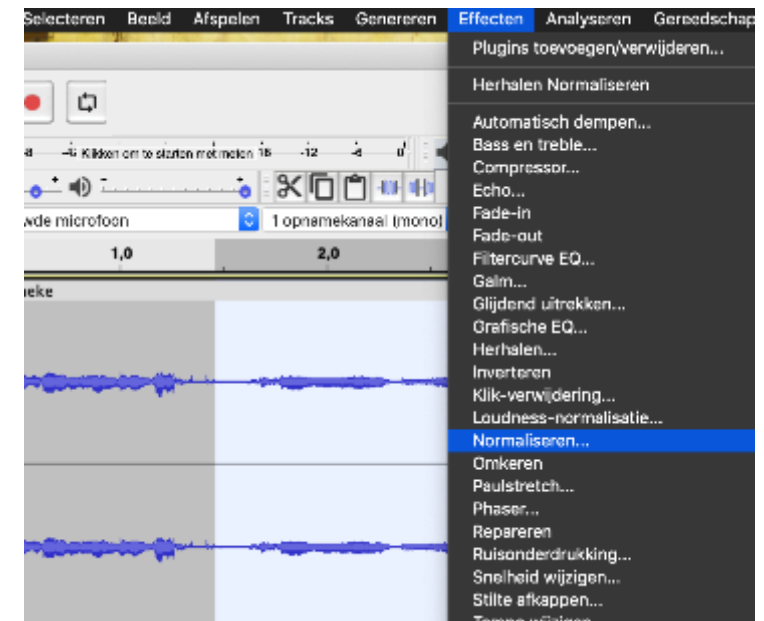 Selecteren Beeld Afspelen Tracks Genereren Effecten Analyseren Gereedschap
Plugins toevoegen/verwijderen...
Herhalen Normaliseren
Automatisch dempen...
Klikken om te starten met meten -12
Bass en treble...
Compressor...
Echo...
Fade-in
1 opnamekanaal (mono)
Fade-out
1,0 2,0
Filtercurve EQ...
Galm...
Glijdend uitrekken...
Grafische EQ...
Herhalen...
Inverteren
Klik-verwijdering...
Loudness-normalisatie...
Normaliseren...
Omkeren
Paulstretch...
Phaser...
Repareren
Ruisonderdrukking...
Snelheid wijzigen...
Stilte afkappen...